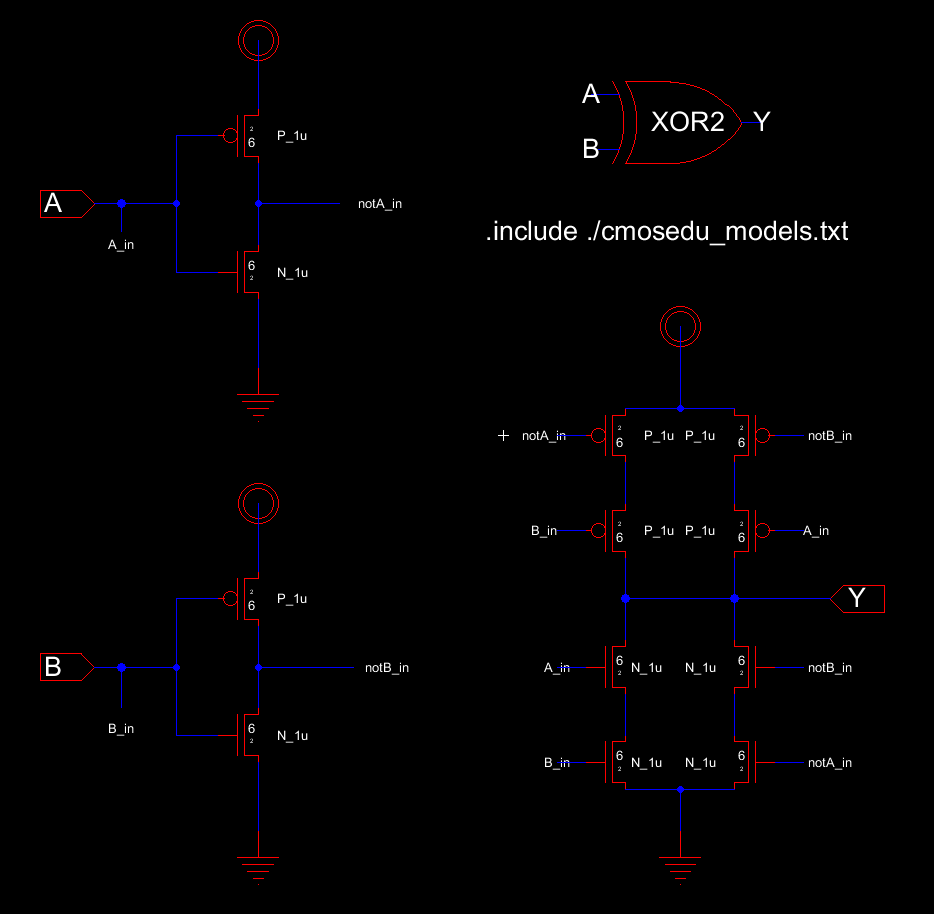 2
6
P_1u
A
A_in
notA_in
6
2
N_1u
A
B
XOR2
Y
.include ./cmosedu_models.txt
2
6
P_1u
B
B_in
notB_in
6
2
N_1u
notA_in
2
6
P_1u
P_1u
2
6
notB_in
B_in
2
6
P_1u
P_1u
2
6
A_in
Y
A_in
6
2
N_1u
N_1u
6
2
notB_in
B_in
6
2
N_1u
N_1u
6
2
notA_in